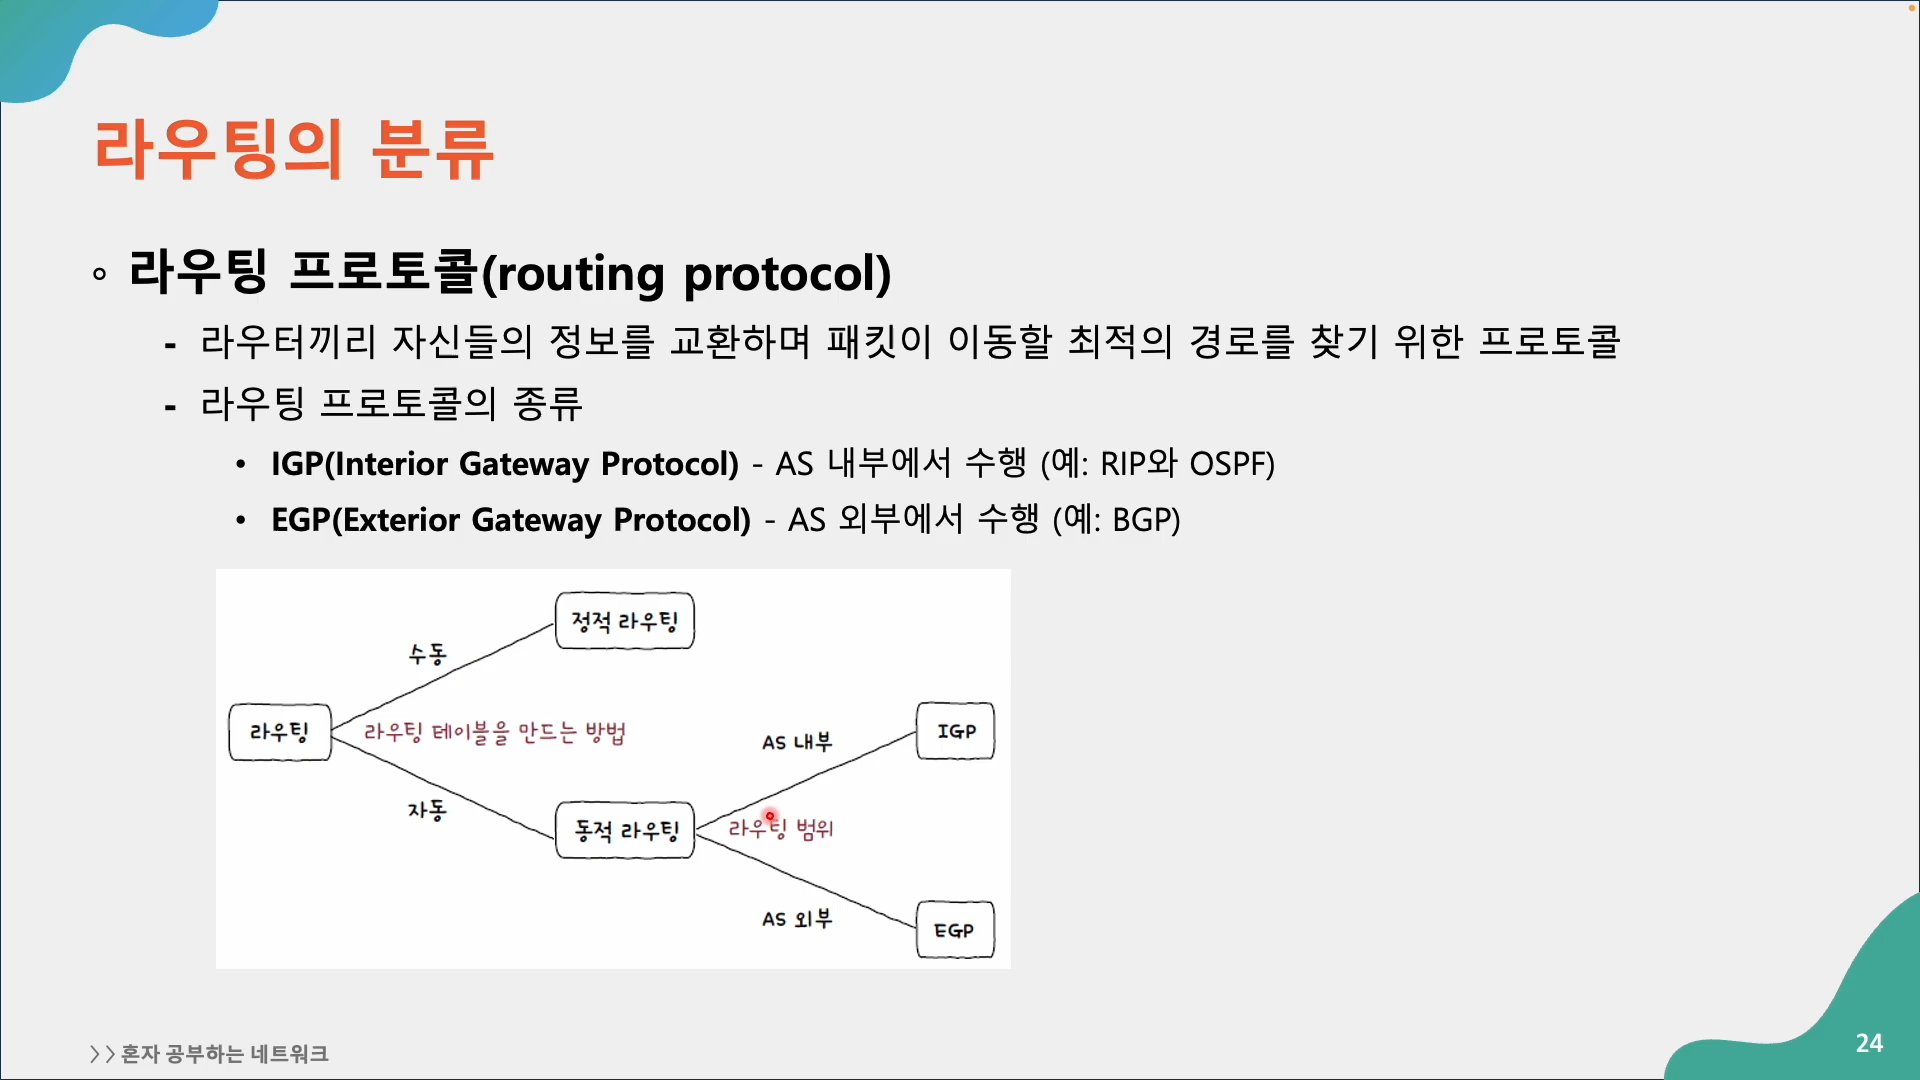 라우팅의 분류
◦ 라우팅 프로토콜(routing protocol)
- 라우터끼리 자신들의 정보를 교환하며 패킷이 이동할 최적의 경로를 찾기 위한 프로토콜
- 라우팅 프로토콜의 종류
• IGP(Interior Gateway Protocol) - AS 내부에서 수행 (예: RIP와 OSPF)
• EGP(Exterior Gateway Protocol) - AS 외부에서 수행 (예: BGP)
정적 라우팅
수동
라우팅
라우팅 테이블을 만드는 방법
AS 내부
IGP
자동
동적 라우팅
라우팅 범위
AS 외부
EGP
>>혼자 공부하는 네트워크
24